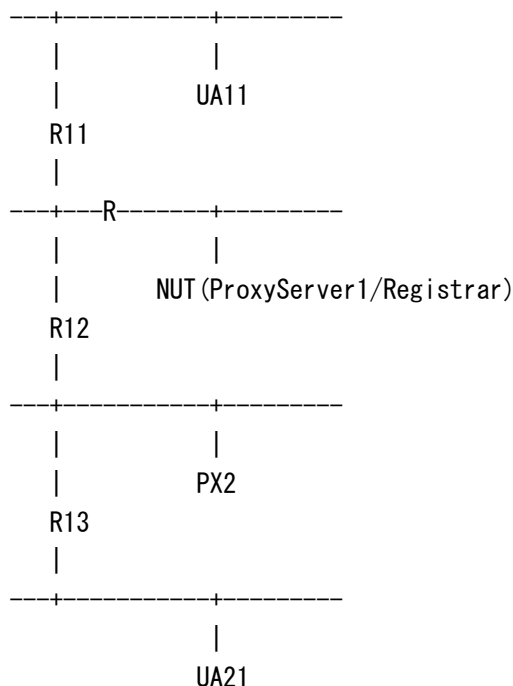 ---+-----------+---------
|           |
|          UA11
R11
|
---+---R-------+---------
|           |
|       NUT(ProxyServer1/Registrar)
R12
|
---+-----------+---------
|           |
|          PX2
R13
|
---+-----------+---------
|
UA21